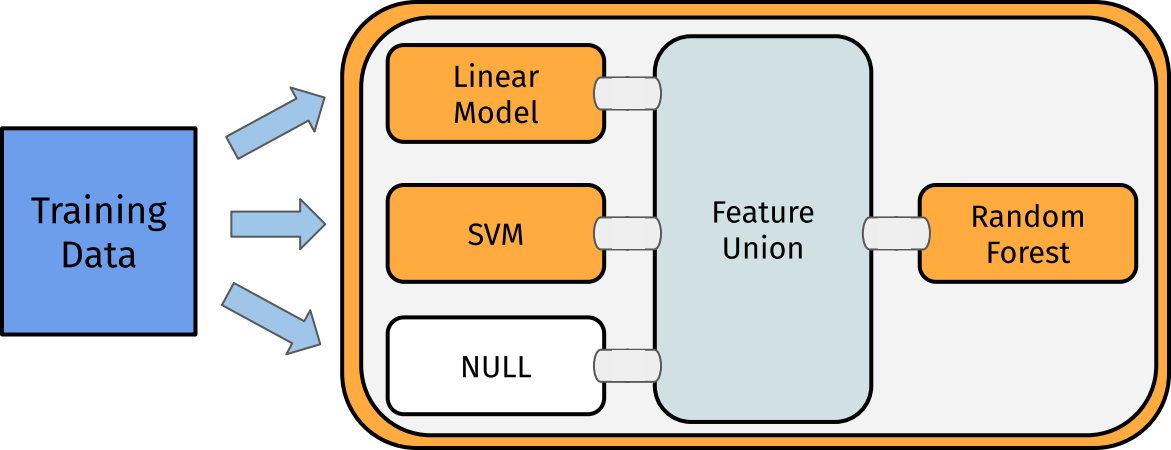 Training
Data
Linear
Model
SVM
NULL
Feature
Union
Random
Forest